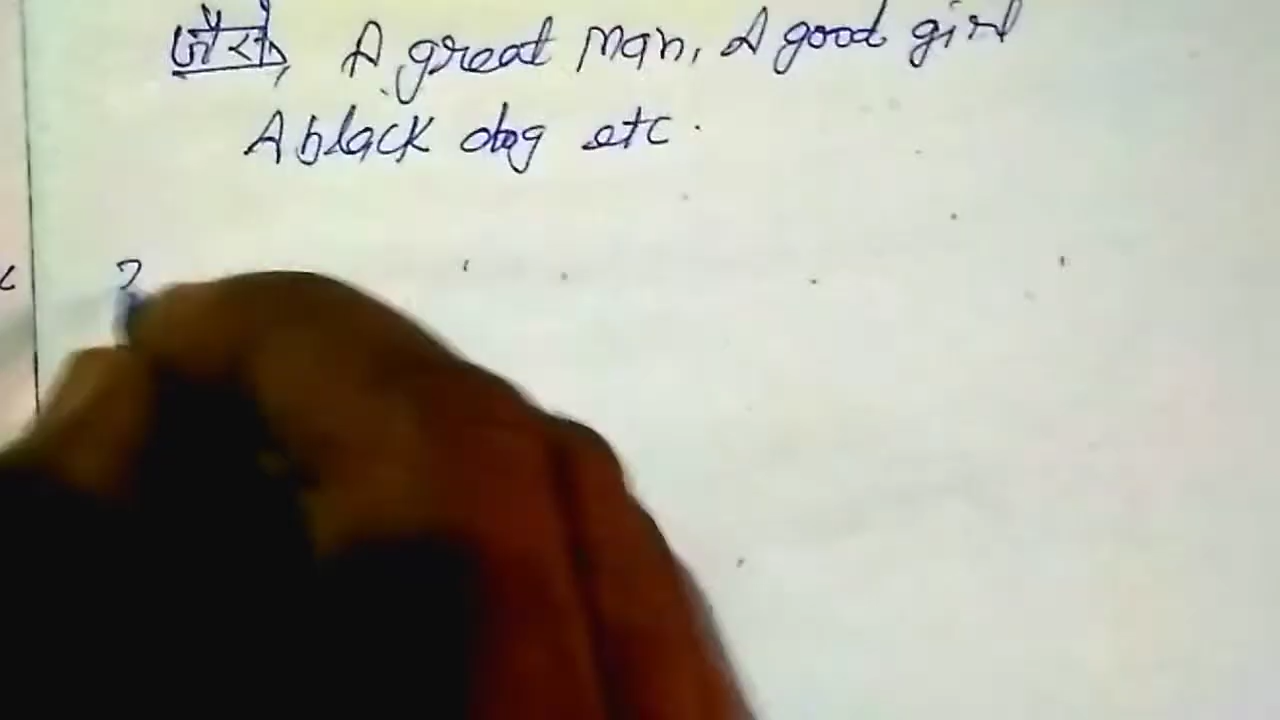 जैसे, A great man, A good girl
A black dog etc.